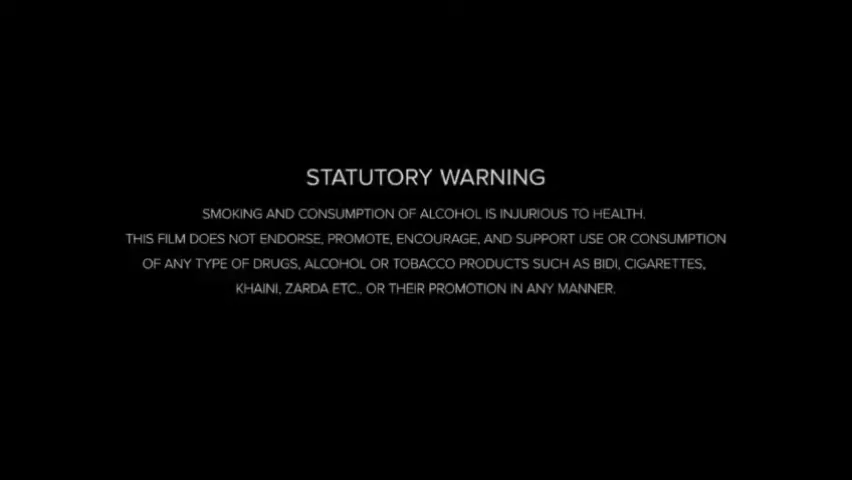 STATUTORY WARNING
SMOKING AND CONSUMPTION OF ALCOHOL IS INJURIOUS TO HEALTH.
THIS FILM DOES NOT ENDORSE, PROMOTE, ENCOURAGE, AND SUPPORT USE OR CONSUMPTION
OF ANY TYPE OF DRUGS, ALCOHOL OR TOBACCO PRODUCTS SUCH AS BIDI, CIGARETTES,
KHAINI, ZARDA ETC., OR THEIR PROMOTION IN ANY MANNER.